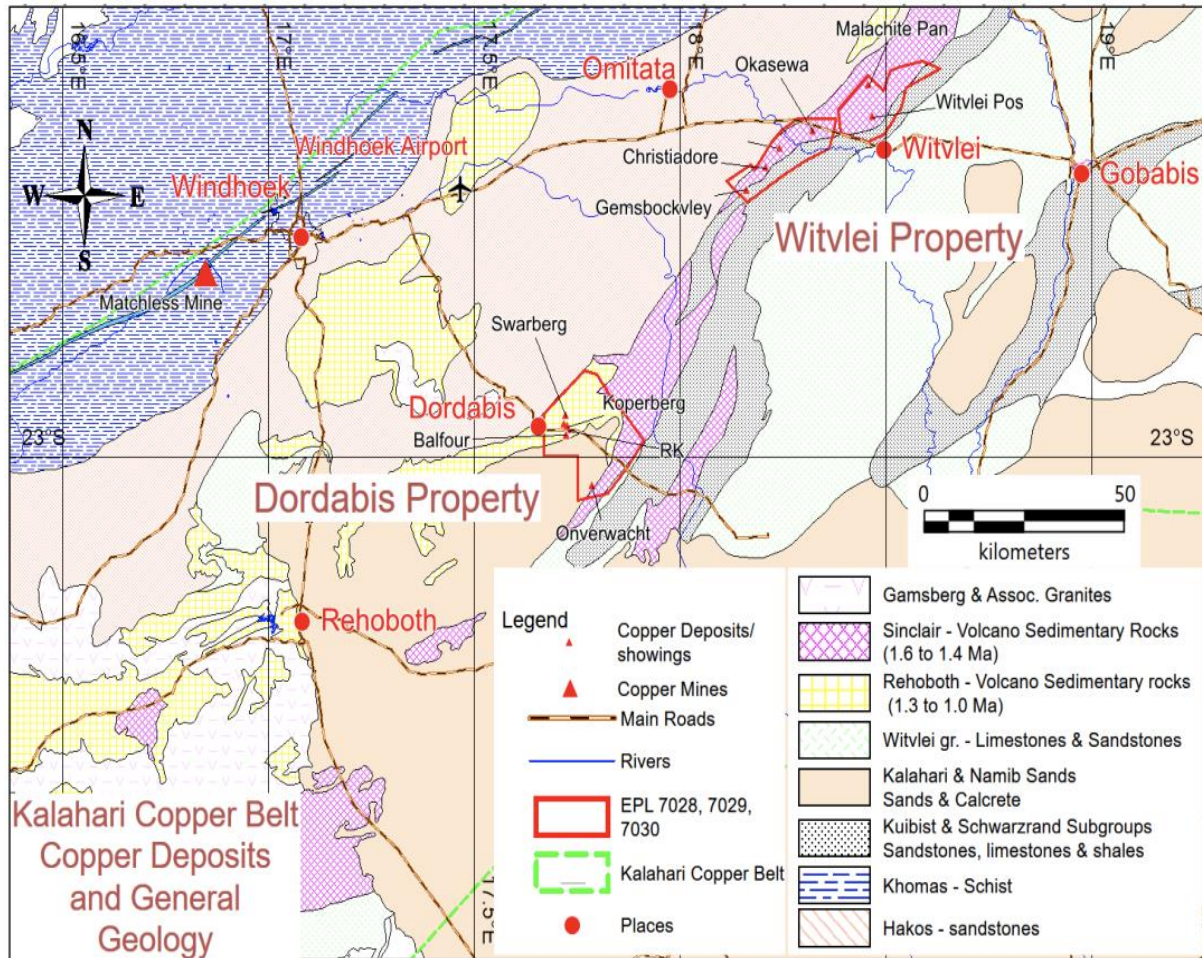 16.5°E
17°E
17.5°E
18°E
19°E
Malachite Pan
Okasewa
Omitata
Witvlei Pos
N
W E
S
Windhoek Airport
Windhoek
Christiadore
Witvlei
Gobabis
Gemsbockvley
Witvlei Property
Matchless Mine
Swarberg
Dordabis
Koperberg
Balfour
RK
23°S
23°S
Dordabis Property
Onverwacht
0 50
kilometers
Rehoboth
Kalahari Copper Belt
Copper Deposits
and General
Geology
17.5°E
Legend
Copper Deposits/
showings
Copper Mines
Main Roads
Rivers
EPL 7028, 7029,
7030
Kalahari Copper Belt
Places
Gamsberg & Assoc. Granites
Sinclair - Volcano Sedimentary Rocks
(1.6 to 1.4 Ma)
Rehoboth - Volcano Sedimentary rocks
(1.3 to 1.0 Ma)
Witvlei gr. - Limestones & Sandstones
Kalahari & Namib Sands
Sands & Calcrete
Kuibist & Schwarzrand Subgroups
Sandstones, limestones & shales
Khomas - Schist
Hakos - sandstones